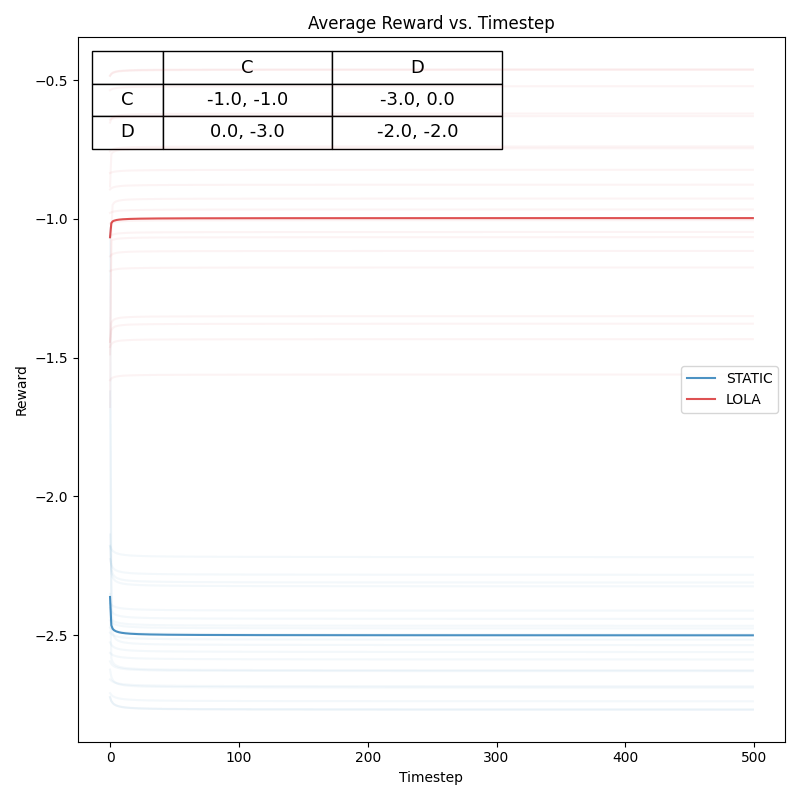 Average Reward vs. Timestep
C D
C -1.0, -1.0 -3.0, 0.0
D 0.0, -3.0 -2.0, -2.0
−0.5
−1.0
−1.5
−2.0
−2.5
Reward
STATIC
LOLA
0 100 200 300 400 500
Timestep